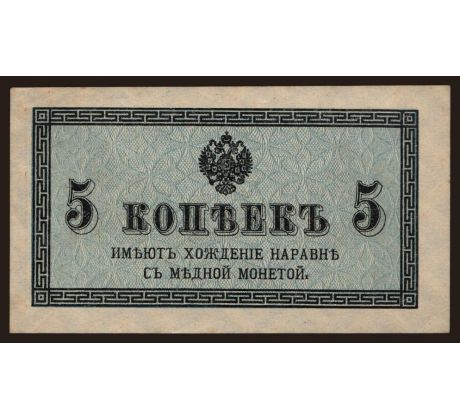 5 КОПѢЕКЪ 5
ИМѢЮТЪ ХОЖДЕНІЕ НАРАВНѢ
СЪ МѢДНОЙ МОНЕТОЙ.